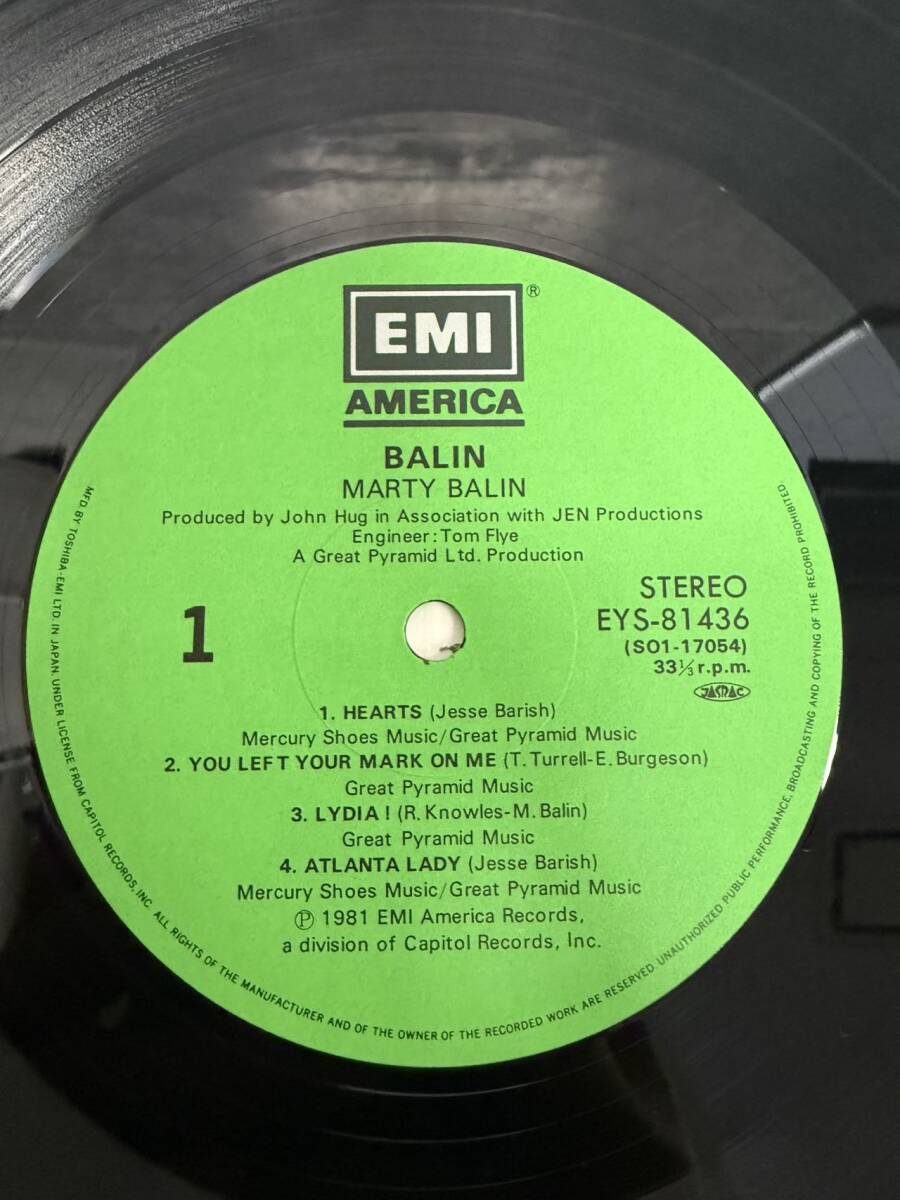 EMI
®
AMERICA
BALIN
MARTY BALIN
Produced by John Hug in Association with JEN Productions
Engineer: Tom Flye
A Great Pyramid Ltd. Production
1
STEREO
EYS-81436
(SO1-17054)
33⅓ r.p.m.
JASRAC
1. HEARTS (Jesse Barish)
Mercury Shoes Music/Great Pyramid Music
2. YOU LEFT YOUR MARK ON ME (T. Turrell-E. Burgeson)
Great Pyramid Music
3. LYDIA! (R. Knowles-M. Balin)
Great Pyramid Music
4. ATLANTA LADY (Jesse Barish)
Mercury Shoes Music/Great Pyramid Music
℗ 1981 EMI America Records,
a division of Capitol Records, Inc.
MFD. BY TOSHIBA-EMI LTD. IN JAPAN. UNDER LICENSE FROM CAPITOL RECORDS, INC. ALL RIGHTS OF THE MANUFACTURER AND OF THE OWNER OF THE RECORDED WORK ARE RESERVED. UNAUTHORIZED PUBLIC PERFORMANCE, BROADCASTING AND COPYING OF THE RECORD PROHIBITED